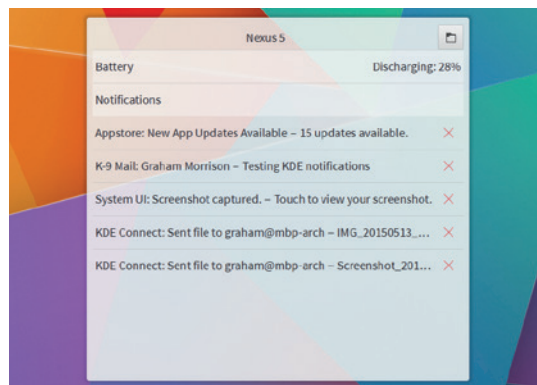 Nexus 5
Battery Discharging: 28%
Notifications
Appstore: New App Updates Available – 15 updates available.
K-9 Mail: Graham Morrison – Testing KDE notifications
System UI: Screenshot captured. – Touch to view your screenshot.
KDE Connect: Sent file to graham@mbp-arch – IMG_20150513_...
KDE Connect: Sent file to graham@mbp-arch – Screenshot_201...